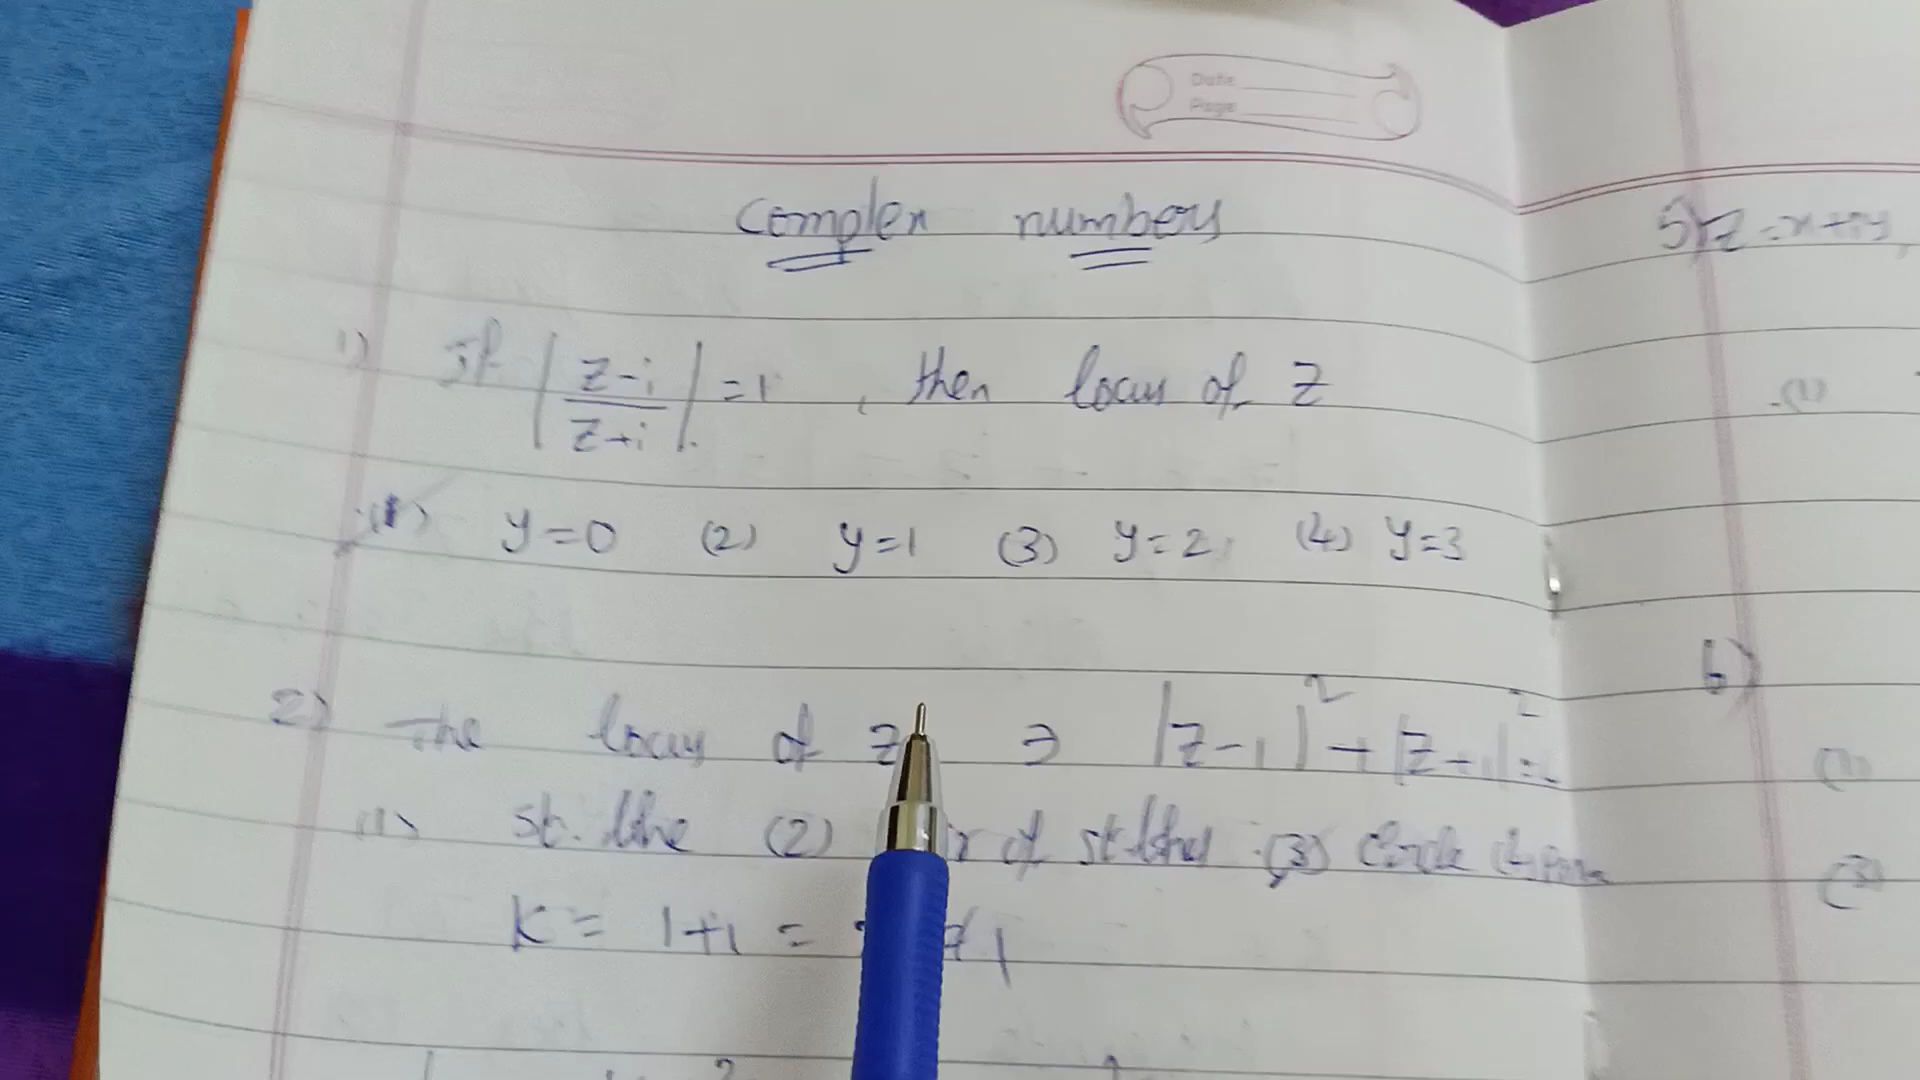 Date
Page
Complex numbers
1) If |z-i / z+i| = 1, then locus of z
(1) y=0 (2) y=1 (3) y=2 (4) y=3
2) The locus of z ∋ |z-1|² + |z+1|² =
(1) st. line (2) of st. lines (3) Circle
K = 1+1 = ≠ 1
5) z = x+iy,
(1)
6)
(1)
(3)